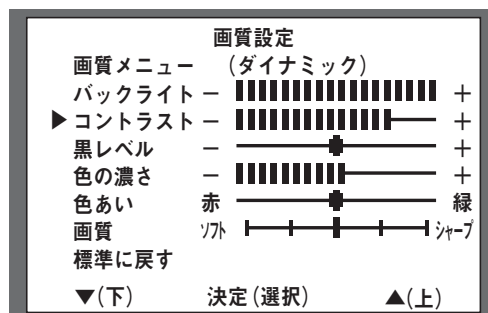 画質設定
画質メニュー (ダイナミック)
バックライト － ＋
▶コントラスト － ＋
黒レベル － ＋
色の濃さ － ＋
色あい 赤 緑
画質 ソフト シャープ
標準に戻す
▼(下) 決定(選択) ▲(上)